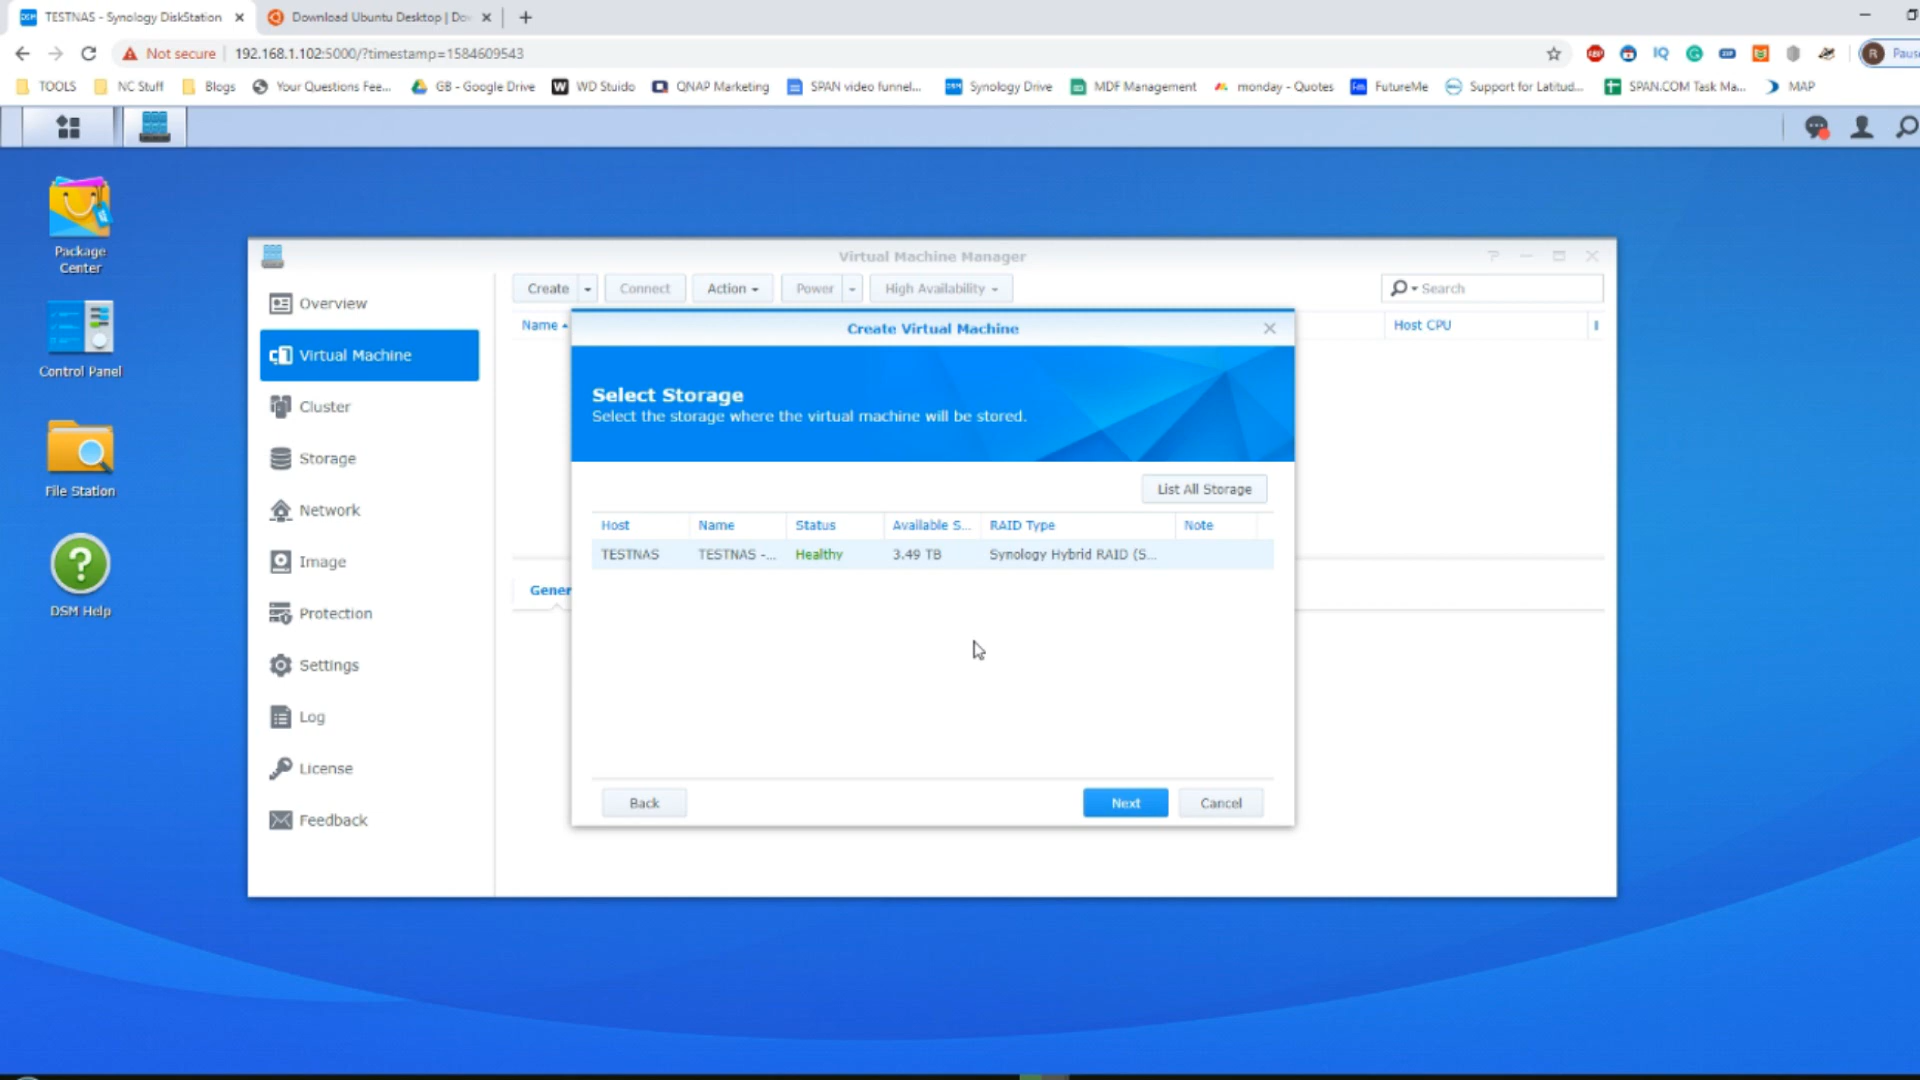 TESTNAS - Synology DiskStation
Download Ubuntu Desktop | Do
Not secure
192.168.1.102:5000/?timestamp=1584609543
ABP
IQ
R
Paus
TOOLS
NC Stuff
Blogs
Your Questions Fee...
GB - Google Drive
W WD Stuido
QNAP Marketing
SPAN video funnel...
Synology Drive
MDF Management
monday - Quotes
Fm FutureMe
Support for Latitud...
SPAN.COM Task Ma...
MAP
Package
Center
Control Panel
File Station
DSM Help
Virtual Machine Manager
Overview
Virtual Machine
Cluster
Storage
Network
Image
Protection
Settings
Log
License
Feedback
Create
Connect
Action
Power
High Availability
Search
Name
Host CPU
Gener
Create Virtual Machine
Select Storage
Select the storage where the virtual machine will be stored.
List All Storage
Host Name Status Available S... RAID Type Note
TESTNAS TESTNAS -... Healthy 3.49 TB Synology Hybrid RAID (S...
Back
Next
Cancel